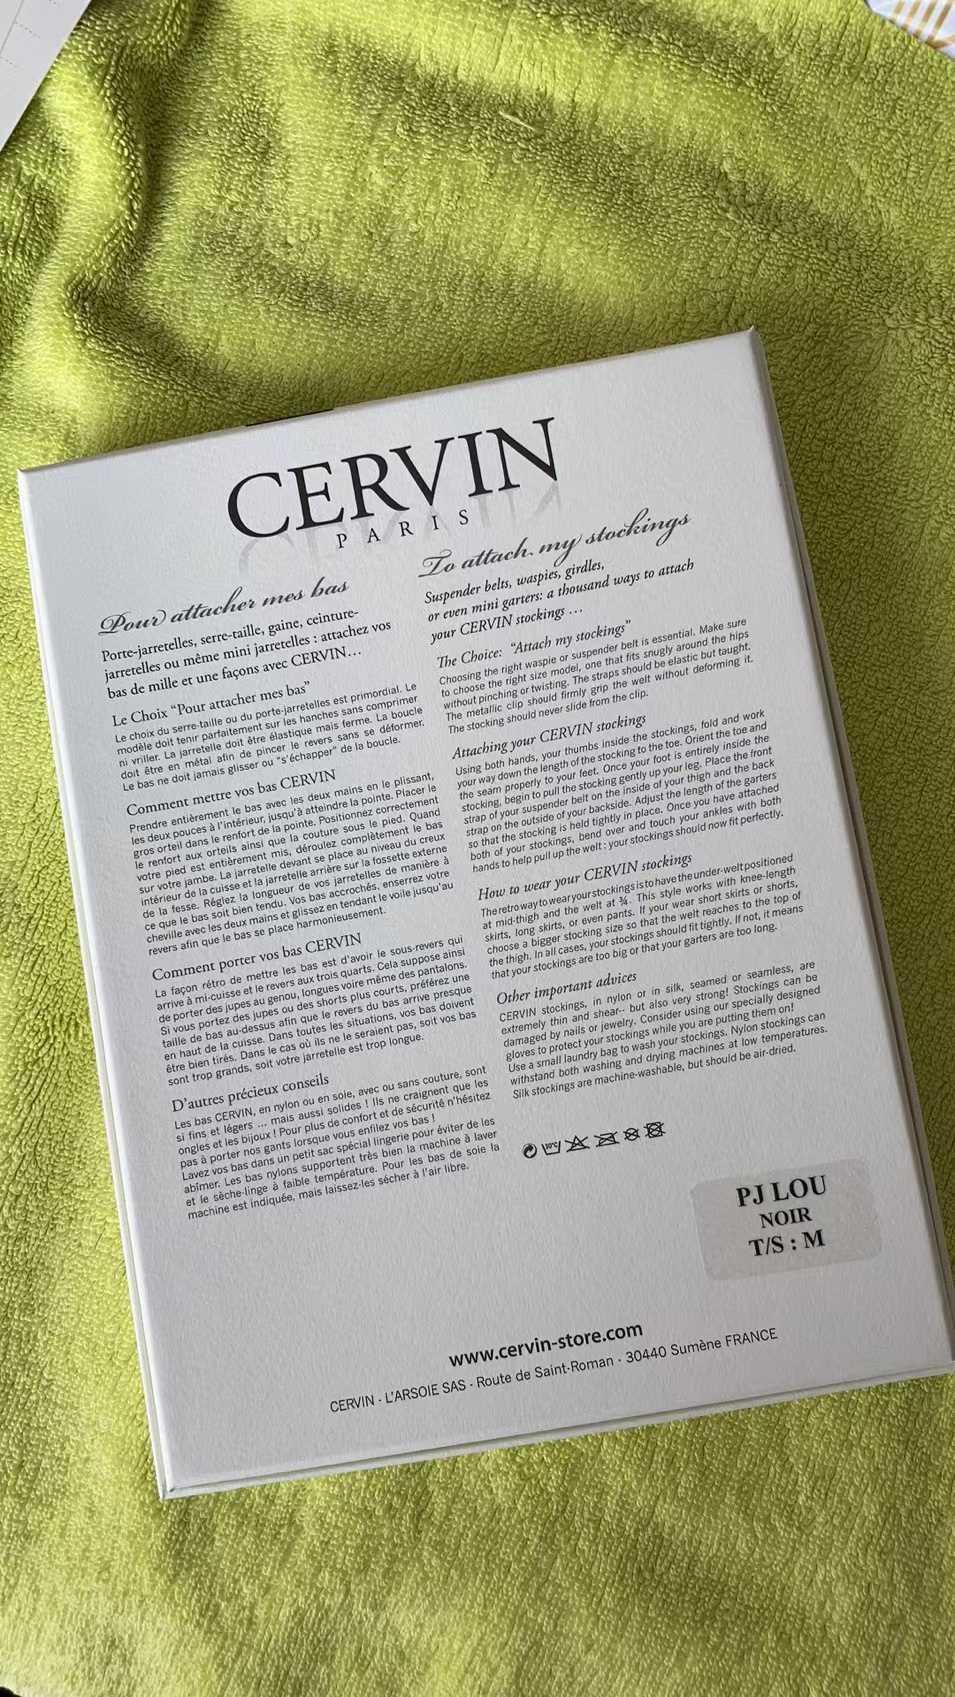 CERVIN
PARIS
Pour attacher mes bas
Porte-jarretelles, serre-taille, gaine, ceinture-
jarretelles ou même mini jarretelles : attachez vos
bas de mille et une façons avec CERVIN…
Le Choix “Pour attacher mes bas”
Le choix du serre-taille ou du porte-jarretelles est primordial. Le
modèle doit tenir parfaitement sur les hanches sans comprimer
ni vriller. La jarretelle doit être élastique mais ferme. La boucle
doit être en métal afin de pincer le revers sans se déformer.
Le bas ne doit jamais glisser ou “s’échapper” de la boucle.
Comment mettre vos bas CERVIN
Prendre entièrement le bas avec les deux mains en le plissant,
les deux pouces à l’intérieur, jusqu’à atteindre la pointe. Placer le
gros orteil dans le renfort de la pointe. Positionnez correctement
le renfort aux orteils ainsi que la couture sous le pied. Quand
votre pied est entièrement mis, déroulez complètement le bas
sur votre jambe. La jarretelle devant se place au niveau du creux
intérieur de la cuisse et la jarretelle arrière sur la fossette externe
de la fesse. Réglez la longueur de vos jarretelles de manière à
ce que le bas soit bien tendu. Vos bas accrochés, enserrez votre
cheville avec les deux mains et glissez en tendant le voile jusqu’au
revers afin que le bas se place harmonieusement.
Comment porter vos bas CERVIN
La façon rétro de mettre les bas est d’avoir le sous-revers qui
arrive à mi-cuisse et le revers aux trois quarts. Cela suppose ainsi
de porter des jupes au genou, longues voire même des pantalons.
Si vous portez des jupes ou des shorts plus courts, préférez une
taille de bas au-dessus afin que le revers du bas arrive presque
en haut de la cuisse. Dans toutes les situations, vos bas doivent
être bien tirés. Dans le cas où ils ne le seraient pas, soit vos bas
sont trop grands, soit votre jarretelle est trop longue.
D’autres précieux conseils
Les bas CERVIN, en nylon ou en soie, avec ou sans couture, sont
si fins et légers ... mais aussi solides ! Ils ne craignent que les
ongles et les bijoux ! Pour plus de confort et de sécurité n’hésitez
pas à porter nos gants lorsque vous enfilez vos bas !
Lavez vos bas dans un petit sac spécial lingerie pour éviter de les
abîmer. Les bas nylons supportent très bien la machine à laver
et le sèche-linge à faible température. Pour les bas de soie la
machine est indiquée, mais laissez-les sécher à l’air libre.
To attach my stockings
Suspender belts, waspies, girdles,
or even mini garters: a thousand ways to attach
your CERVIN stockings …
The Choice: “Attach my stockings”
Choosing the right waspie or suspender belt is essential. Make sure
to choose the right size model, one that fits snugly around the hips
without pinching or twisting. The straps should be elastic but taught.
The metallic clip should firmly grip the welt without deforming it.
The stocking should never slide from the clip.
Attaching your CERVIN stockings
Using both hands, your thumbs inside the stockings, fold and work
your way down the length of the stocking to the toe. Orient the toe and
the seam properly to your feet. Once your foot is entirely inside the
stocking, begin to pull the stocking gently up your leg. Place the front
strap of your suspender belt on the inside of your thigh and the back
strap on the outside of your backside. Adjust the length of the garters
so that the stocking is held tightly in place. Once you have attached
both of your stockings, bend over and touch your ankles with both
hands to help pull up the welt : your stockings should now fit perfectly.
How to wear your CERVIN stockings
The retro way to wear your stockings is to have the under-welt positioned
at mid-thigh and the welt at ¾. This style works with knee-length
skirts, long skirts, or even pants. If your wear short skirts or shorts,
choose a bigger stocking size so that the welt reaches to the top of
the thigh. In all cases, your stockings should fit tightly. If not, it means
that your stockings are too big or that your garters are too long.
Other important advices
CERVIN stockings, in nylon or in silk, seamed or seamless, are
extremely thin and shear-- but also very strong! Stockings can be
damaged by nails or jewelry. Consider using our specially designed
gloves to protect your stockings while you are putting them on!
Use a small laundry bag to wash your stockings. Nylon stockings can
withstand both washing and drying machines at low temperatures.
Silk stockings are machine-washable, but should be air-dried.
PJ LOU
NOIR
T/S : M
www.cervin-store.com
CERVIN - L’ARSOIE SAS - Route de Saint-Roman - 30440 Sumène FRANCE